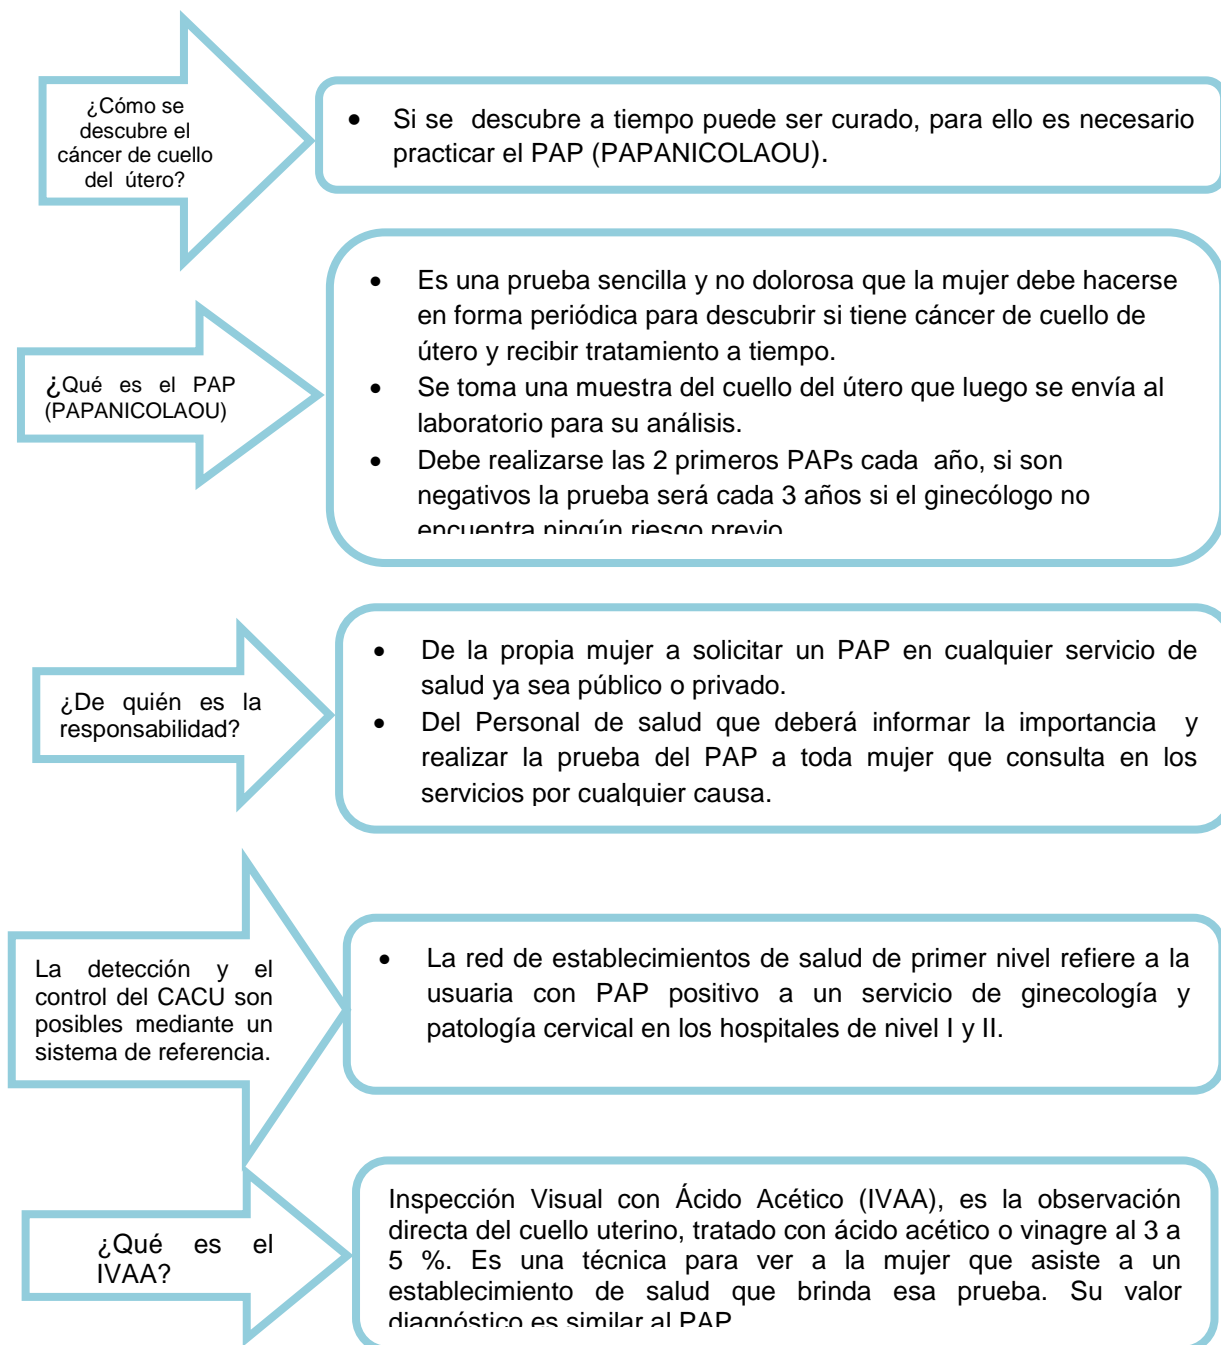 ¿Cómo se
descubre el
cáncer de cuello
del útero?
• Si se descubre a tiempo puede ser curado, para ello es necesario
practicar el PAP (PAPANICOLAOU).
¿Qué es el PAP
(PAPANICOLAOU)
• Es una prueba sencilla y no dolorosa que la mujer debe hacerse
en forma periódica para descubrir si tiene cáncer de cuello de
útero y recibir tratamiento a tiempo.
• Se toma una muestra del cuello del útero que luego se envía al
laboratorio para su análisis.
• Debe realizarse las 2 primeros PAPs cada año, si son
negativos la prueba será cada 3 años si el ginecólogo no
encuentra ningún riesgo previo
¿De quién es la
responsabilidad?
• De la propia mujer a solicitar un PAP en cualquier servicio de
salud ya sea público o privado.
• Del Personal de salud que deberá informar la importancia y
realizar la prueba del PAP a toda mujer que consulta en los
servicios por cualquier causa.
La detección y el
control del CACU son
posibles mediante un
sistema de referencia.
• La red de establecimientos de salud de primer nivel refiere a la
usuaria con PAP positivo a un servicio de ginecología y
patología cervical en los hospitales de nivel I y II.
¿Qué es el
IVAA?
Inspección Visual con Ácido Acético (IVAA), es la observación
directa del cuello uterino, tratado con ácido acético o vinagre al 3 a
5 %. Es una técnica para ver a la mujer que asiste a un
establecimiento de salud que brinda esa prueba. Su valor
diagnóstico es similar al PAP